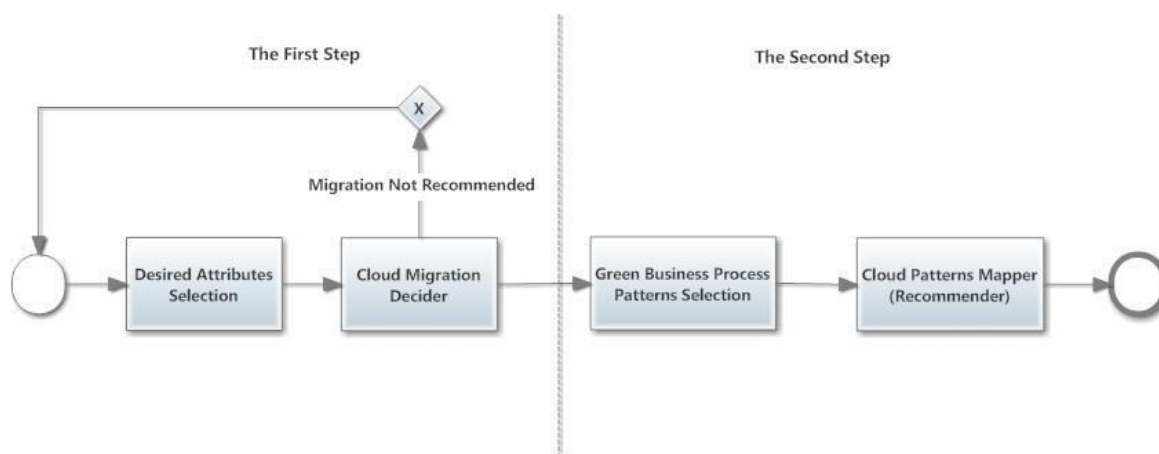 The First Step
The Second Step
X
Migration Not Recommended
Desired Attributes
Selection
Cloud Migration
Decider
Green Business Process
Patterns Selection
Cloud Patterns Mapper
(Recommender)